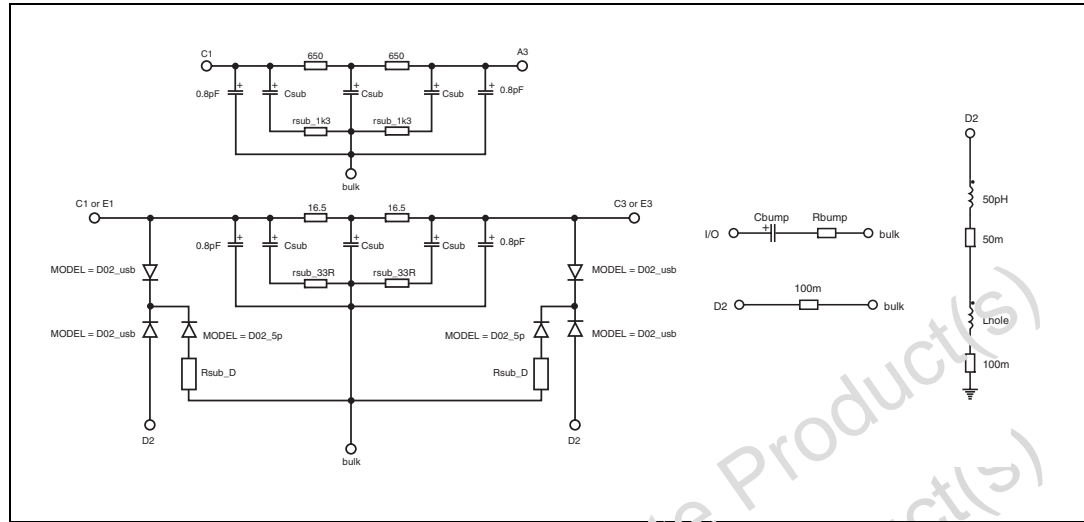 C1
650
650
A3
0.8pF
Csub
Csub
Csub
0.8pF
rsub_1k3
rsub_1k3
bulk
C1 or E1
16.5
16.5
C3 or E3
0.8pF
Csub
Csub
Csub
0.8pF
MODEL = D02_usb
rsub_33R
rsub_33R
MODEL = D02_usb
MODEL = D02_usb
MODEL = D02_5p
MODEL = D02_5p
MODEL = D02_usb
Rsub_D
Rsub_D
D2
bulk
D2
D2
50pH
Cbump
Rbump
I/O
bulk
50m
100m
D2
bulk
Lhole
100m
Product(s)